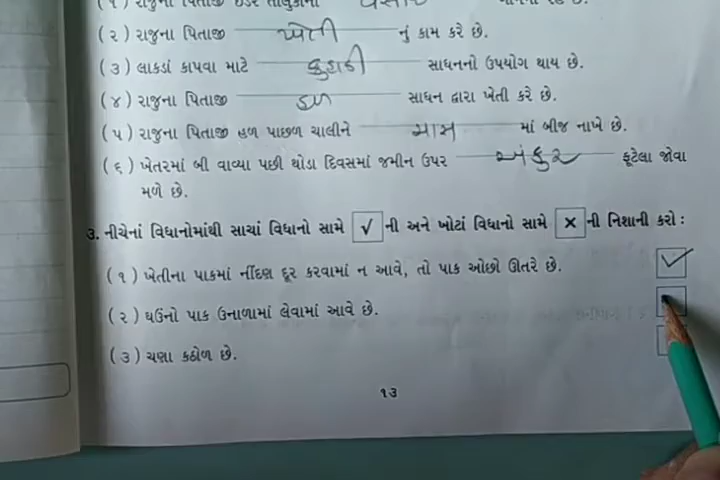 (૨) રાજુના પિતાજી ખેતી નું કામ કરે છે.
(૩) લાકડાં કાપવા માટે કુહાડી સાધનનો ઉપયોગ થાય છે.
(૪) રાજુના પિતાજી હળ સાધન દ્વારા ખેતી કરે છે.
(૫) રાજુના પિતાજી હળ પાછળ ચાલીને માં બીજ નાખે છે.
(૬) ખેતરમાં બી વાવ્યા પછી થોડા દિવસમાં જમીન ઉપર અંકુર ફૂટેલા જોવા
મળે છે.
૩. નીચેનાં વિધાનોમાંથી સાચાં વિધાનો સામે √ ની અને ખોટાં વિધાનો સામે × ની નિશાની કરો :
(૧) ખેતીના પાકમાં નીંદણ દૂર કરવામાં ન આવે, તો પાક ઓછો ઊતરે છે. ✓
(૨) ઘઉંનો પાક ઉનાળામાં લેવામાં આવે છે.
(૩) ચણા કઠોળ છે.
૧૩